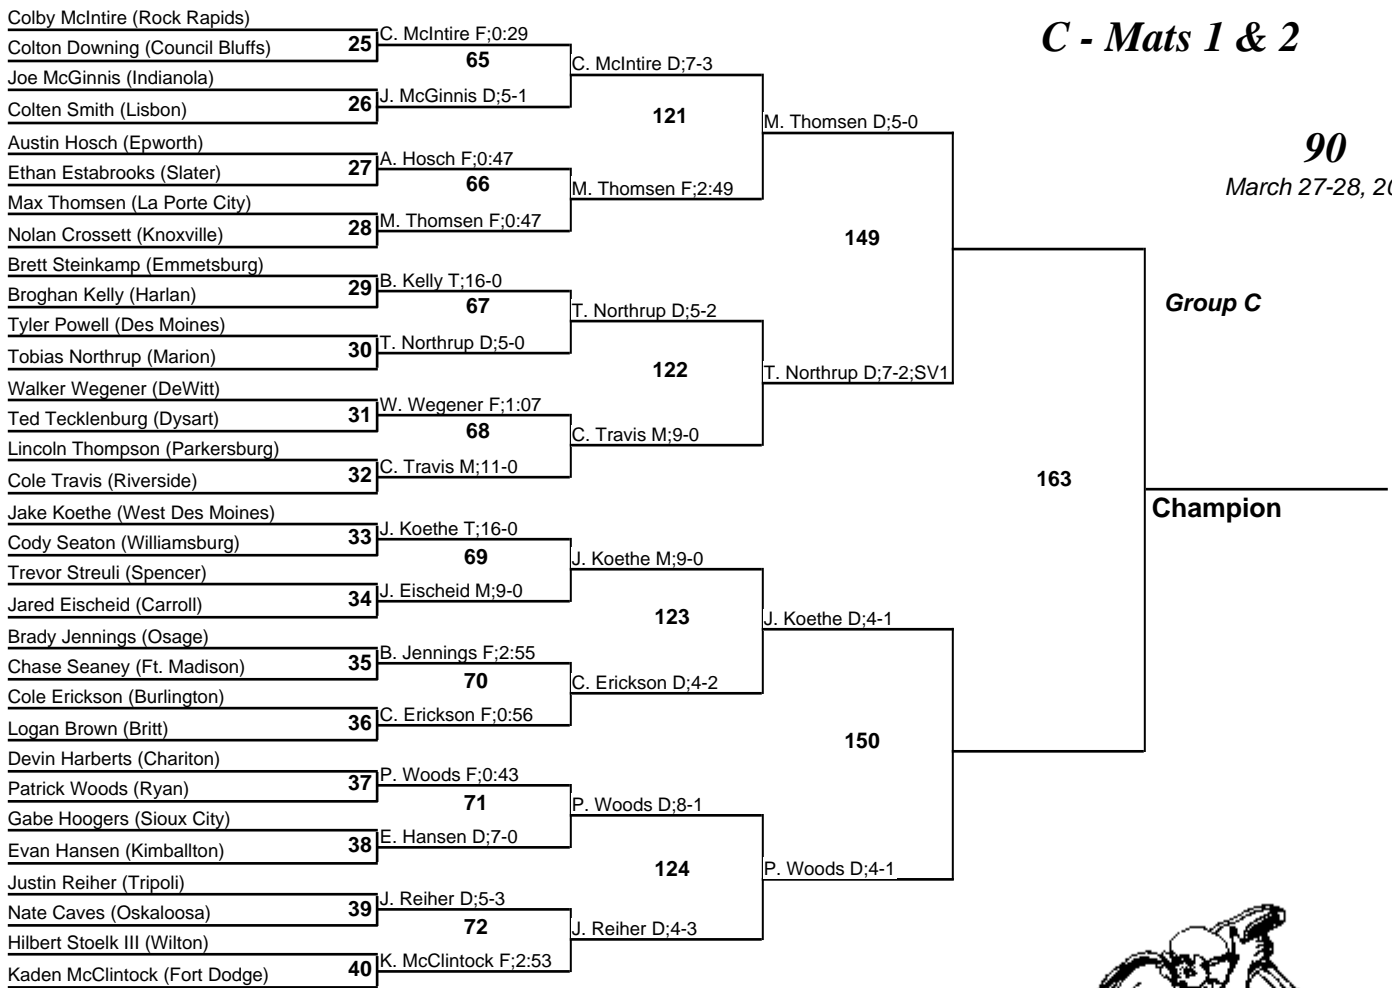 C - Mats 1 & 2
90
March 27-28, 20
Group C
Colby McIntire (Rock Rapids)
Colton Downing (Council Bluffs)
25
Joe McGinnis (Indianola)
Colten Smith (Lisbon)
26
Austin Hosch (Epworth)
Ethan Estabrooks (Slater)
27
Max Thomsen (La Porte City)
Nolan Crossett (Knoxville)
28
Brett Steinkamp (Emmetsburg)
Broghan Kelly (Harlan)
29
Tyler Powell (Des Moines)
Tobias Northrup (Marion)
30
Walker Wegener (DeWitt)
Ted Tecklenburg (Dysart)
31
Lincoln Thompson (Parkersburg)
Cole Travis (Riverside)
32
Jake Koethe (West Des Moines)
Cody Seaton (Williamsburg)
33
Trevor Streuli (Spencer)
Jared Eischeid (Carroll)
34
Brady Jennings (Osage)
Chase Seaney (Ft. Madison)
35
Cole Erickson (Burlington)
Logan Brown (Britt)
36
Devin Harberts (Chariton)
Patrick Woods (Ryan)
37
Gabe Hoogers (Sioux City)
Evan Hansen (Kimballton)
38
Justin Reiher (Tripoli)
Nate Caves (Oskaloosa)
39
Hilbert Stoelk III (Wilton)
Kaden McClintock (Fort Dodge)
40
C. McIntire F;0:29
65
J. McGinnis D;5-1
A. Hosch F;0:47
66
M. Thomsen F;0:47
B. Kelly T;16-0
67
T. Northrup D;5-0
W. Wegener F;1:07
68
C. Travis M;11-0
J. Koethe T;16-0
69
J. Eischeid M;9-0
B. Jennings F;2:55
70
C. Erickson F;0:56
P. Woods F;0:43
71
E. Hansen D;7-0
J. Reiher D;5-3
72
K. McClintock F;2:53
C. McIntire D;7-3
121
M. Thomsen F;2:49
T. Northrup D;5-2
122
C. Travis M;9-0
J. Koethe M;9-0
123
C. Erickson D;4-2
P. Woods D;8-1
124
J. Reiher D;4-3
M. Thomsen D;5-0
149
T. Northrup D;7-2;SV1
J. Koethe D;4-1
150
P. Woods D;4-1
163
Champion